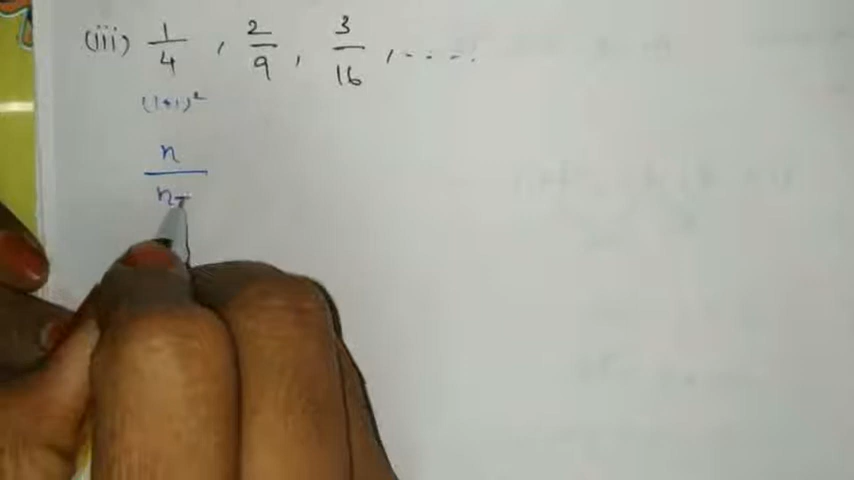 (iii) 1/4 , 2/9 , 3/16 , .....
(1+1)²
n/n